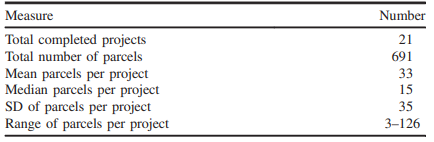 Measure Number
Total completed projects 21
Total number of parcels 691
Mean parcels per project 33
Median parcels per project 15
SD of parcels per project 35
Range of parcels per project 3–126